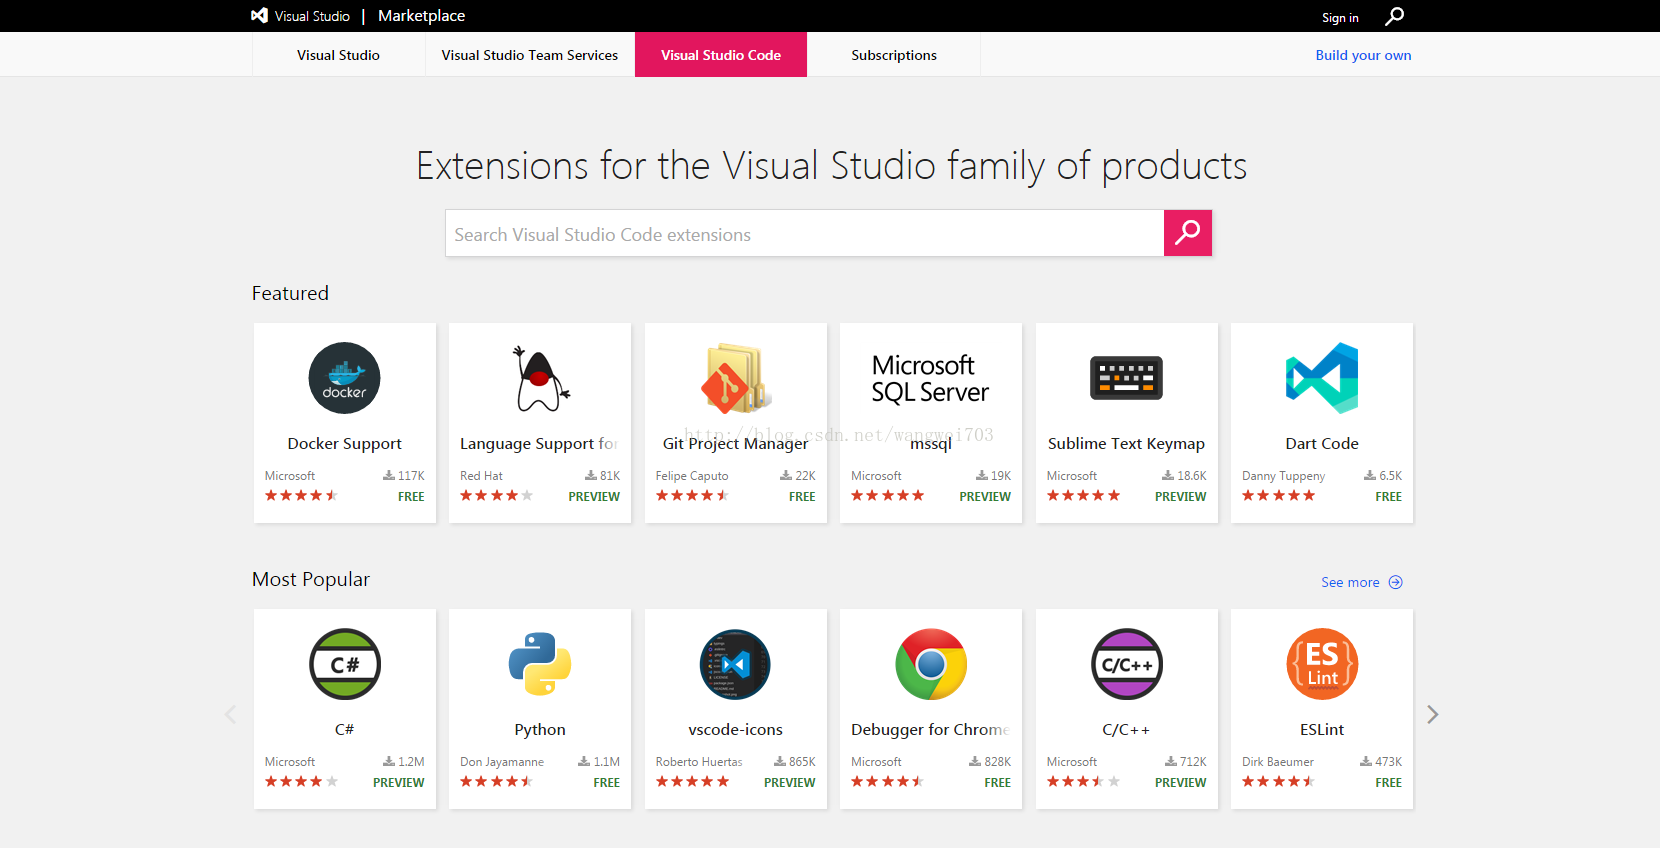 Visual Studio | Marketplace
Sign in
Visual Studio
Visual Studio Team Services
Visual Studio Code
Subscriptions
Build your own
Extensions for the Visual Studio family of products
Search Visual Studio Code extensions
Featured
docker
Microsoft
SQL Server
Docker Support
Language Support for
Git Project Manager
mssql
Sublime Text Keymap
Dart Code
http://blog.csdn.net/wangwei703
Microsoft 117K
Red Hat 81K
Felipe Caputo 22K
Microsoft 19K
Microsoft 18.6K
Danny Tuppeny 6.5K
FREE
PREVIEW
FREE
PREVIEW
PREVIEW
FREE
Most Popular
See more
C#
C/C++
ES
Lint
C#
Python
vscode-icons
Debugger for Chrome
C/C++
ESLint
Microsoft 1.2M
Don Jayamanne 1.1M
Roberto Huertas 865K
Microsoft 828K
Microsoft 712K
Dirk Baeumer 473K
PREVIEW
FREE
PREVIEW
FREE
PREVIEW
FREE